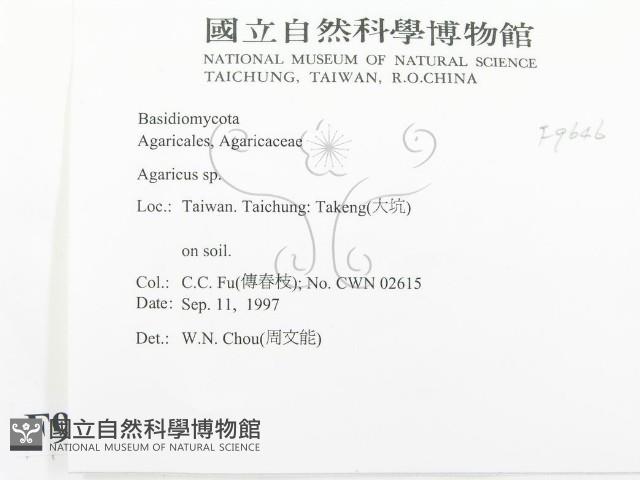 國立自然科學博物館
NATIONAL MUSEUM OF NATURAL SCIENCE
TAICHUNG, TAIWAN, R.O.CHINA
Basidiomycota
Agaricales, Agaricaceae
F9646
Agaricus sp.
Loc.: Taiwan. Taichung: Takeng(大坑)
on soil.
Col.: C.C. Fu(傅春枝); No. CWN 02615
Date: Sep. 11, 1997
Det.: W.N. Chou(周文能)
F9
國立自然科學博物館
NATIONAL MUSEUM OF NATURAL SCIENCE